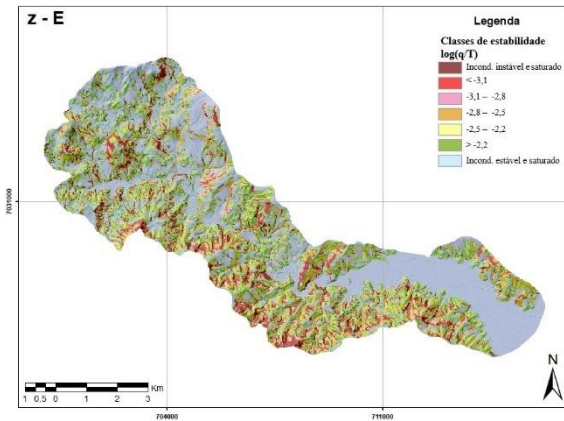 z - E
Legenda
Classes de estabilidade
log(q/T)
Incond. instável e saturado
< -3,1
-3,1 – -2,8
-2,8 – -2,5
-2,5 – -2,2
> -2,2
Incond. estável e saturado
7031000
N
Km
1 0.5 0 1 2 3
704000
711000